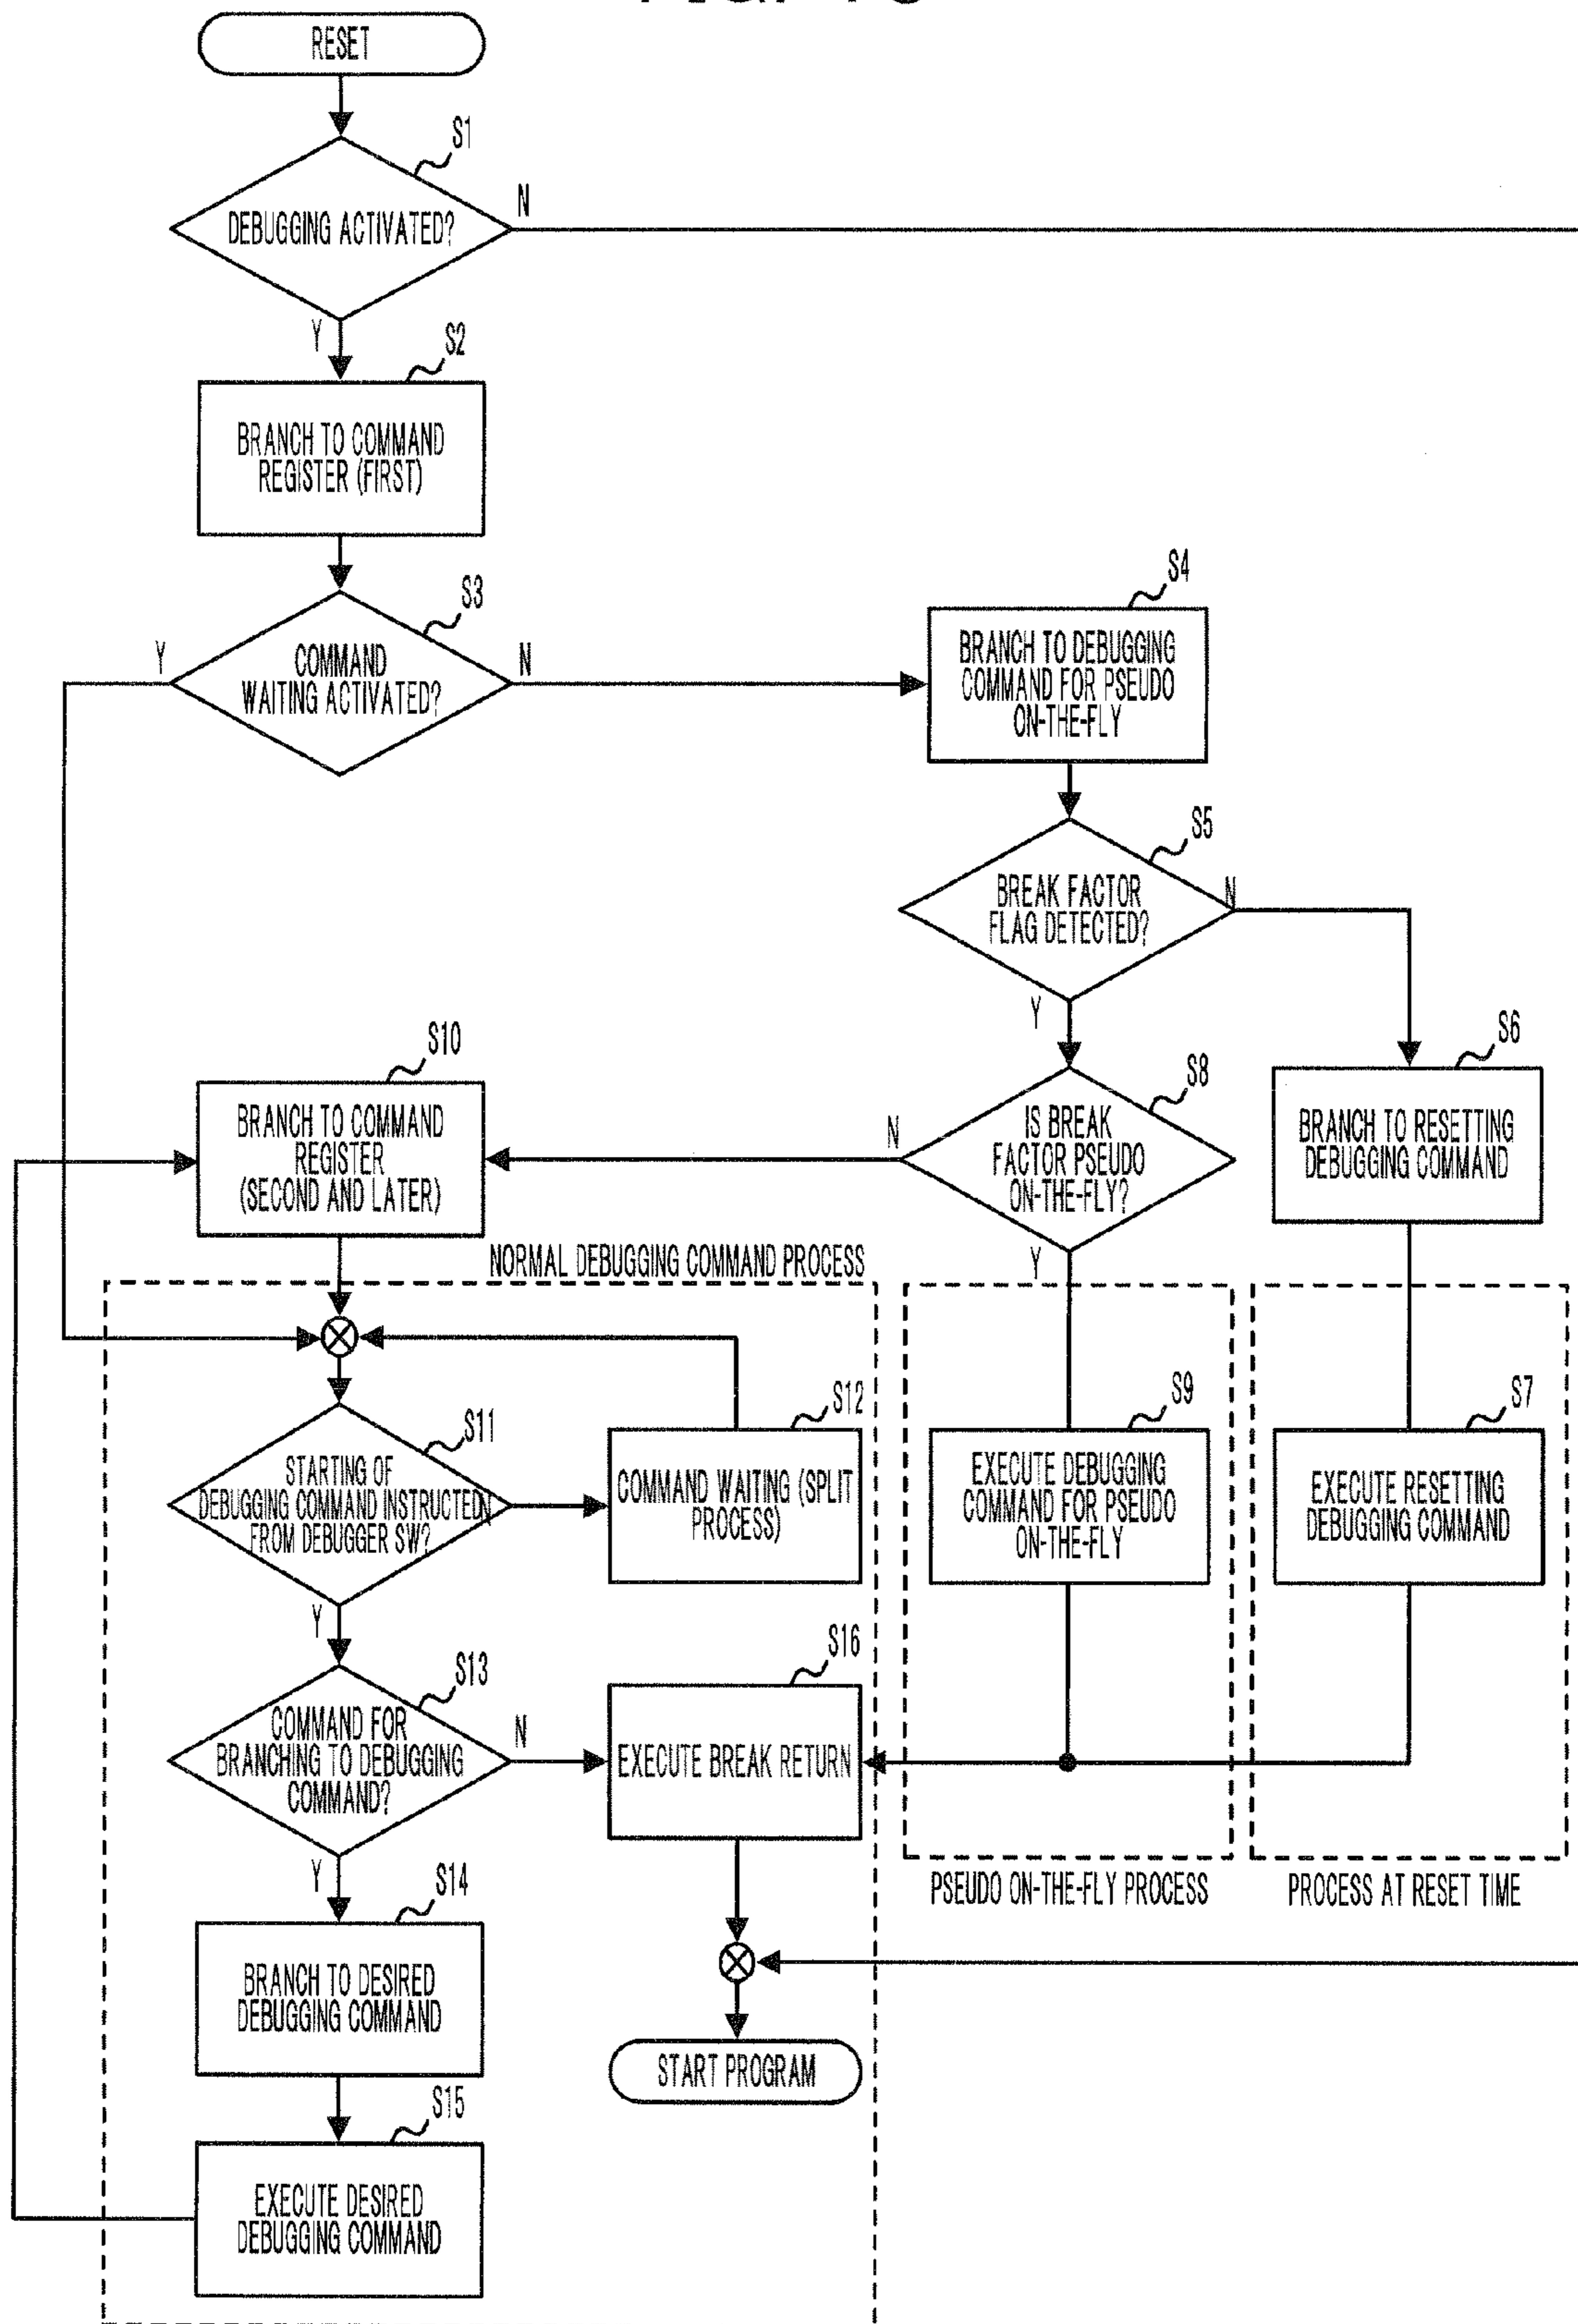 RESET
S1
DEBUGGING ACTIVATED?
N
Y
S2
BRANCH TO COMMAND
REGISTER (FIRST)
S3
Y
COMMAND
WAITING ACTIVATED?
N
S4
BRANCH TO DEBUGGING
COMMAND FOR PSEUDO
ON-THE-FLY
S5
BREAK FACTOR
FLAG DETECTED?
N
Y
S6
BRANCH TO RESETTING
DEBUGGING COMMAND
S8
IS BREAK
FACTOR PSEUDO
ON-THE-FLY?
N
Y
S10
BRANCH TO COMMAND
REGISTER
(SECOND AND LATER)
NORMAL DEBUGGING COMMAND PROCESS
S11
STARTING OF
DEBUGGING COMMAND INSTRUCTED
FROM DEBUGGER SW?
N
Y
S12
COMMAND WAITING (SPLIT
PROCESS)
S9
EXECUTE DEBUGGING
COMMAND FOR PSEUDO
ON-THE-FLY
S7
EXECUTE RESETTING
DEBUGGING COMMAND
S13
COMMAND FOR
BRANCHING TO DEBUGGING
COMMAND?
N
Y
S16
EXECUTE BREAK RETURN
PSEUDO ON-THE-FLY PROCESS
PROCESS AT RESET TIME
S14
BRANCH TO DESIRED
DEBUGGING COMMAND
START PROGRAM
S15
EXECUTE DESIRED
DEBUGGING COMMAND